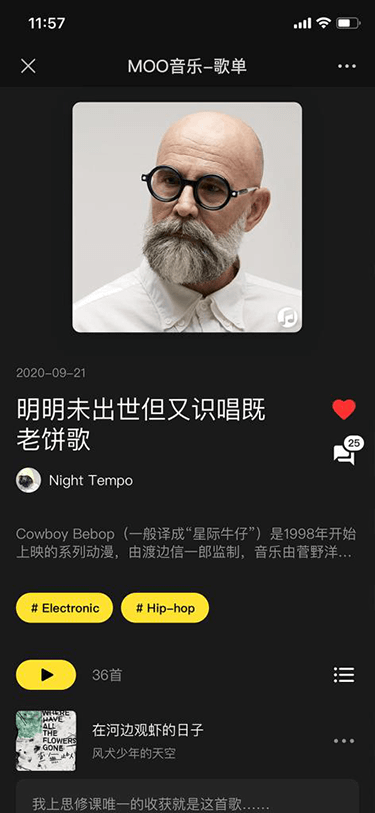 11:57
MOO音乐-歌单
2020-09-21
明明未出世但又识唱既
老饼歌
25
Night Tempo
Cowboy Bebop（一般译成“星际牛仔”）是1998年开始
上映的系列动漫，由渡边信一郎监制，音乐由菅野洋...
# Electronic
# Hip-hop
36首
WHERE
HAVE
ALL
THE
FLOWERS
GONE
在河边观虾的日子
风犬少年的天空
我上思修课唯一的收获就是这首歌......